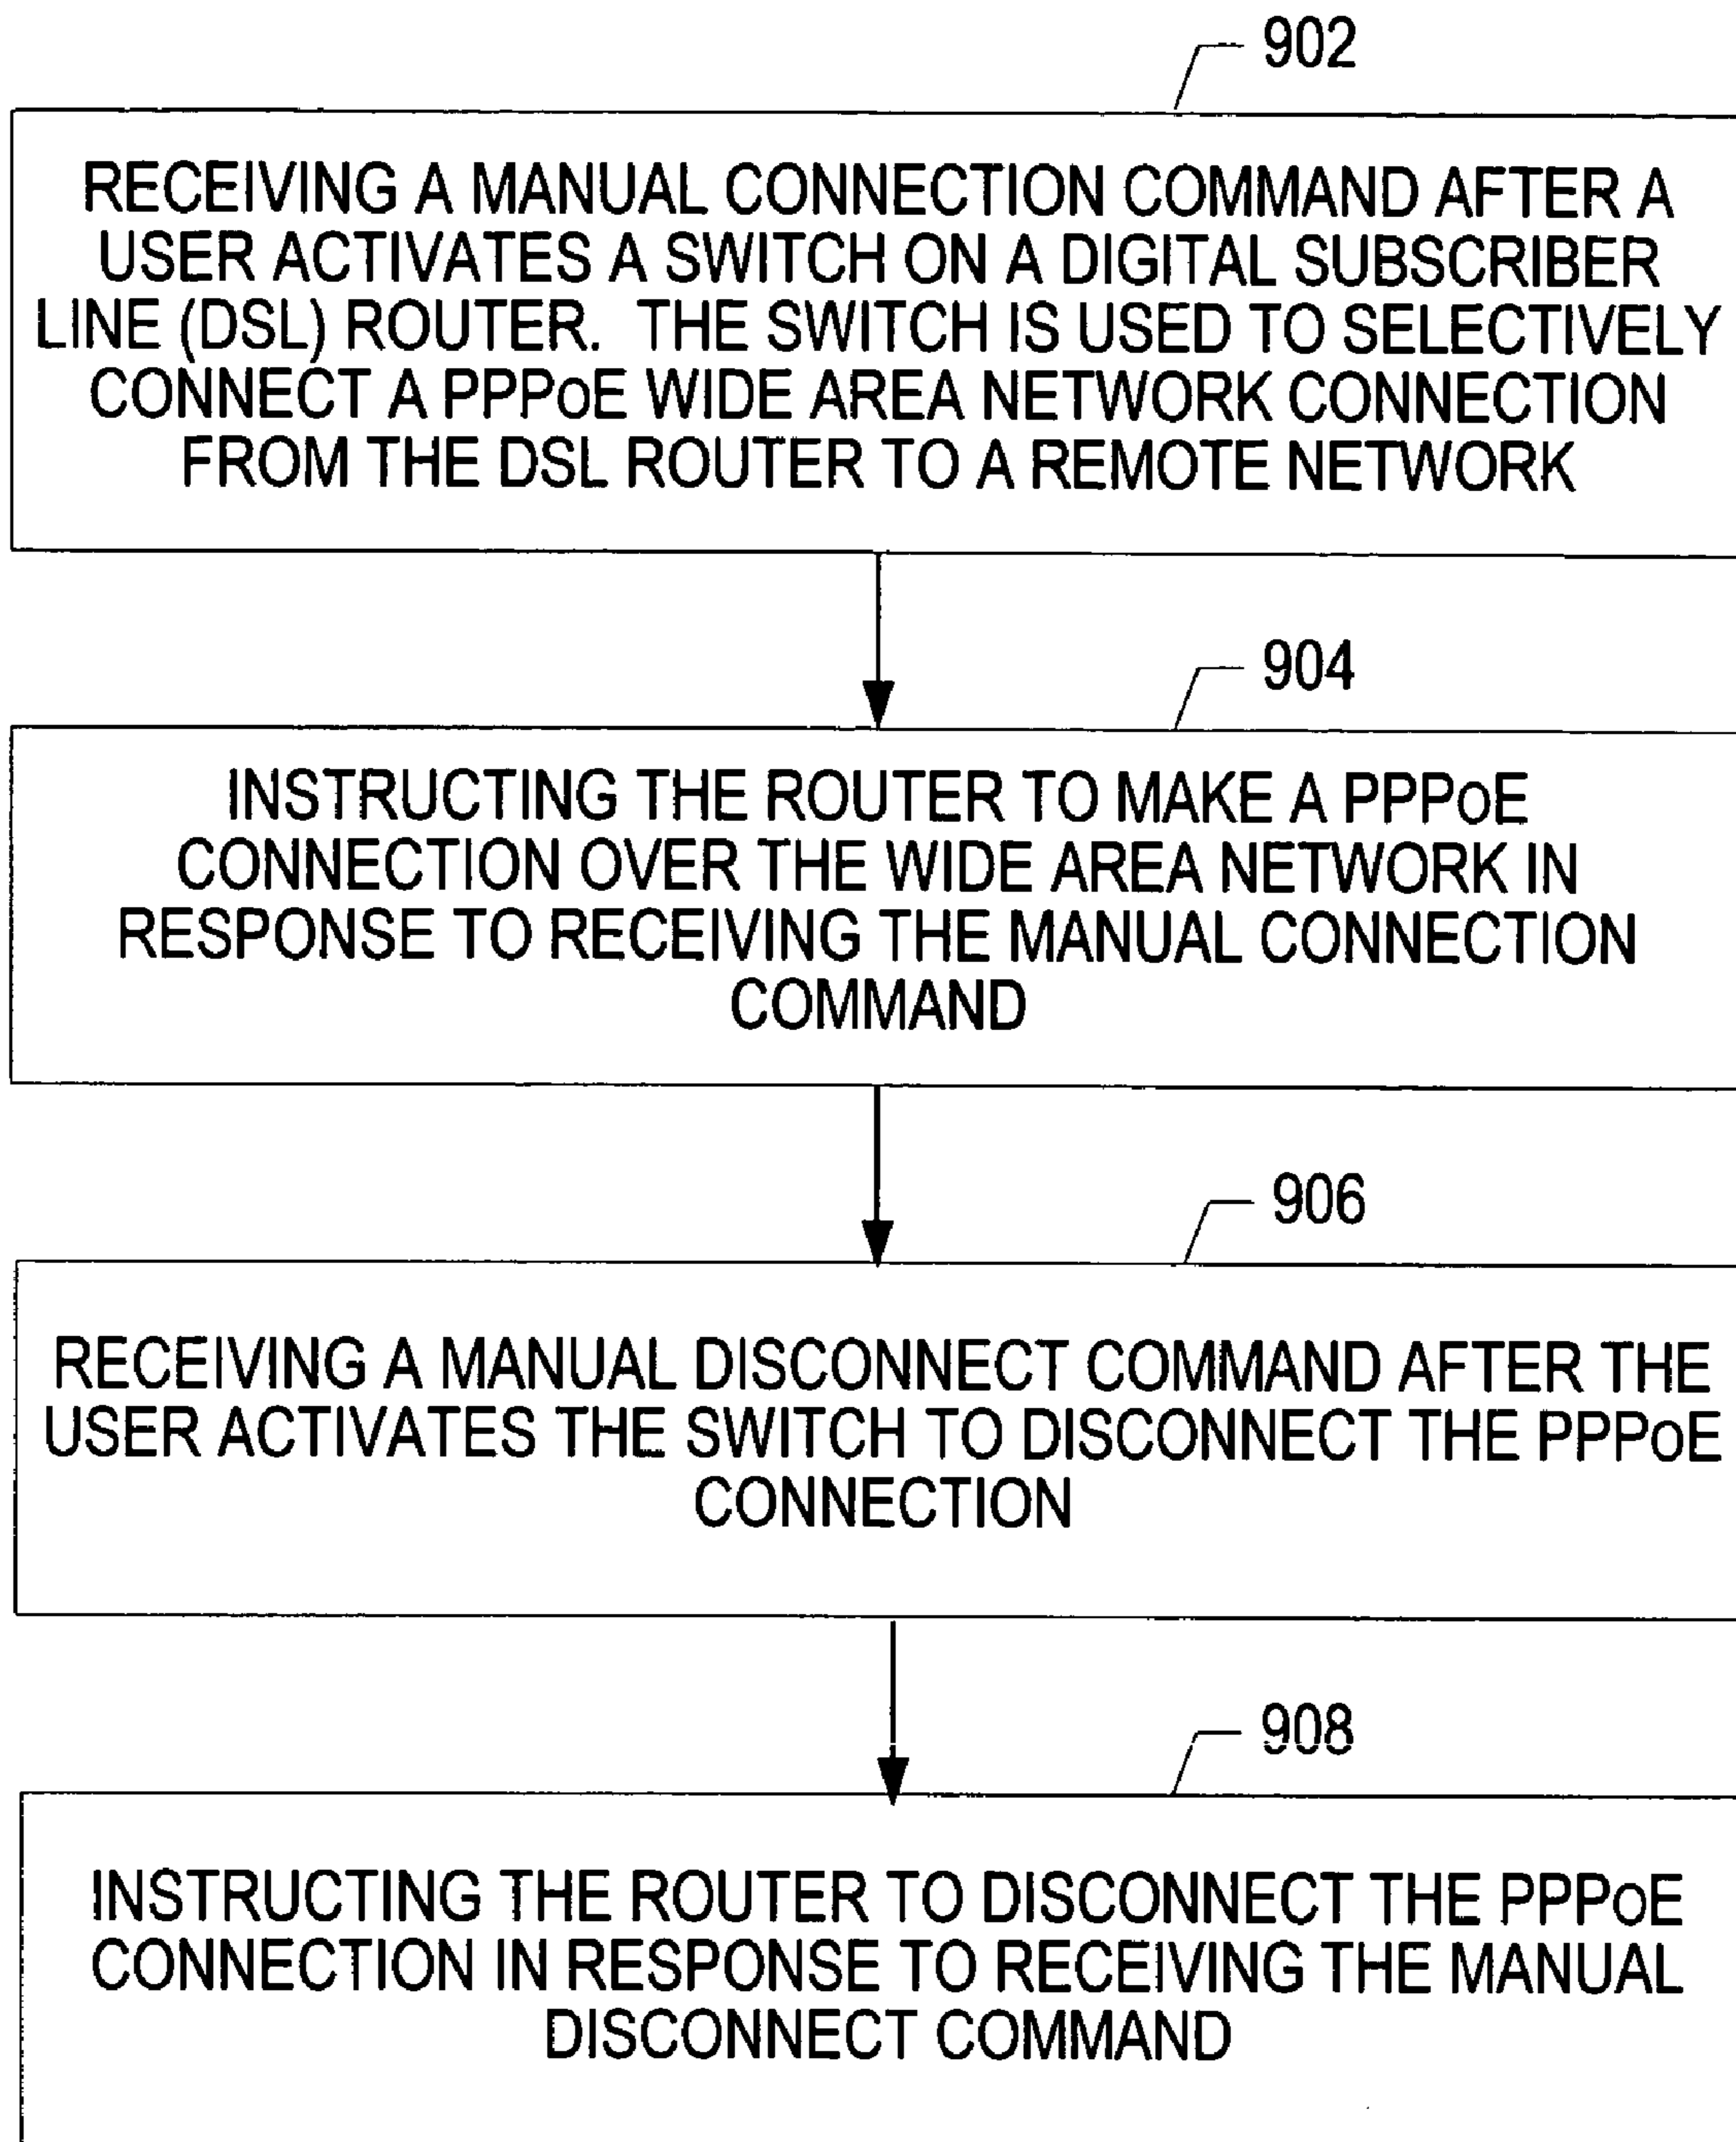 902
RECEIVING A MANUAL CONNECTION COMMAND AFTER A
USER ACTIVATES A SWITCH ON A DIGITAL SUBSCRIBER
LINE (DSL) ROUTER. THE SWITCH IS USED TO SELECTIVELY
CONNECT A PPPoE WIDE AREA NETWORK CONNECTION
FROM THE DSL ROUTER TO A REMOTE NETWORK
904
INSTRUCTING THE ROUTER TO MAKE A PPPoE
CONNECTION OVER THE WIDE AREA NETWORK IN
RESPONSE TO RECEIVING THE MANUAL CONNECTION
COMMAND
906
RECEIVING A MANUAL DISCONNECT COMMAND AFTER THE
USER ACTIVATES THE SWITCH TO DISCONNECT THE PPPoE
CONNECTION
908
INSTRUCTING THE ROUTER TO DISCONNECT THE PPPoE
CONNECTION IN RESPONSE TO RECEIVING THE MANUAL
DISCONNECT COMMAND